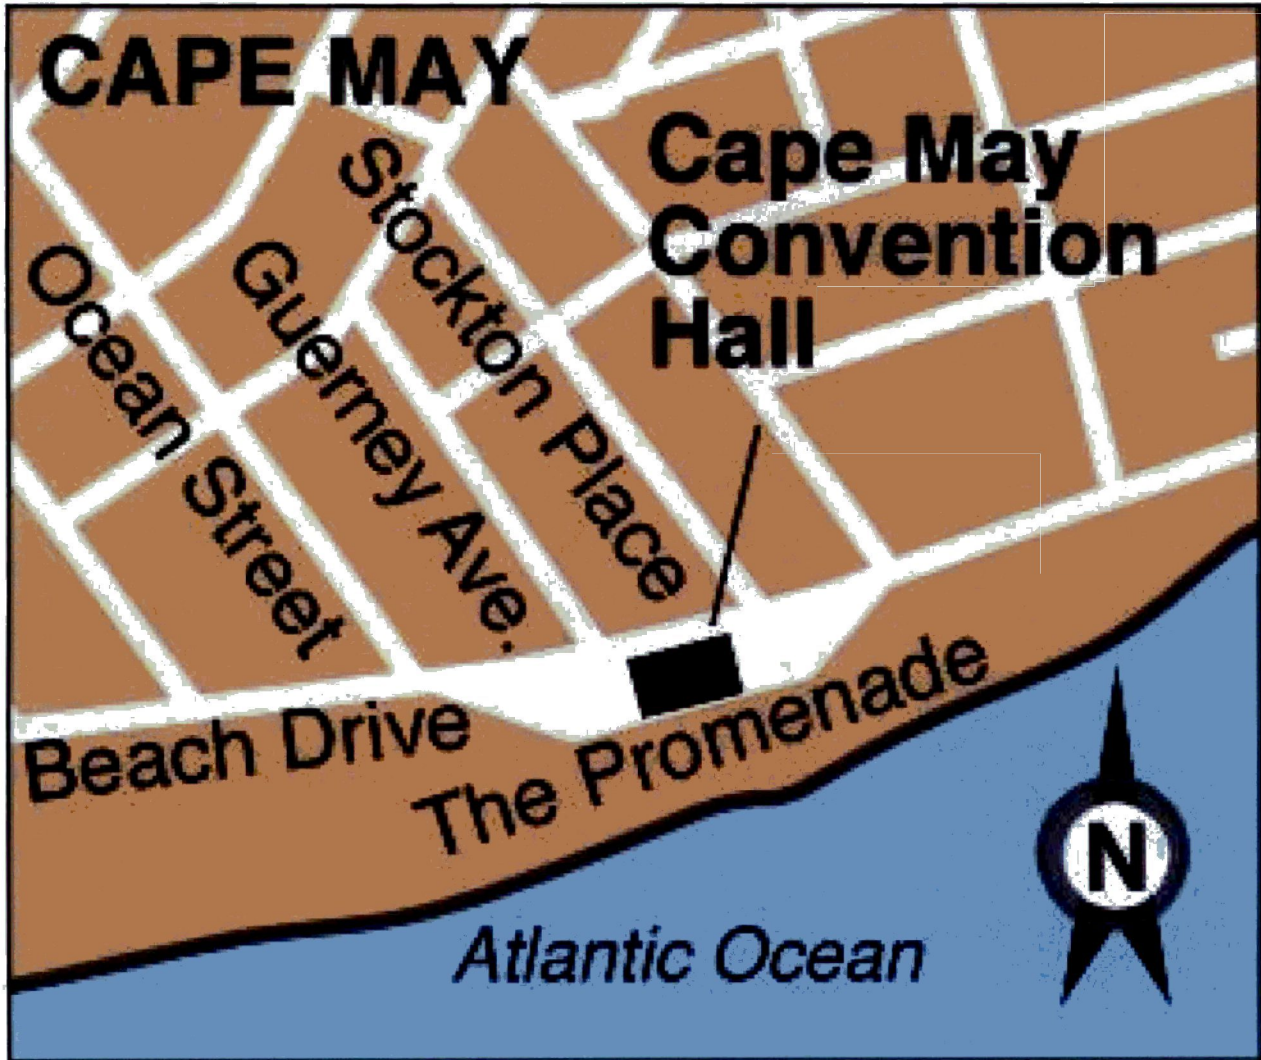 CAPE MAY
Cape May
Convention
Hall
Stockton Place
Guerney Ave.
Ocean Street
Beach Drive
The Promenade
Atlantic Ocean
N